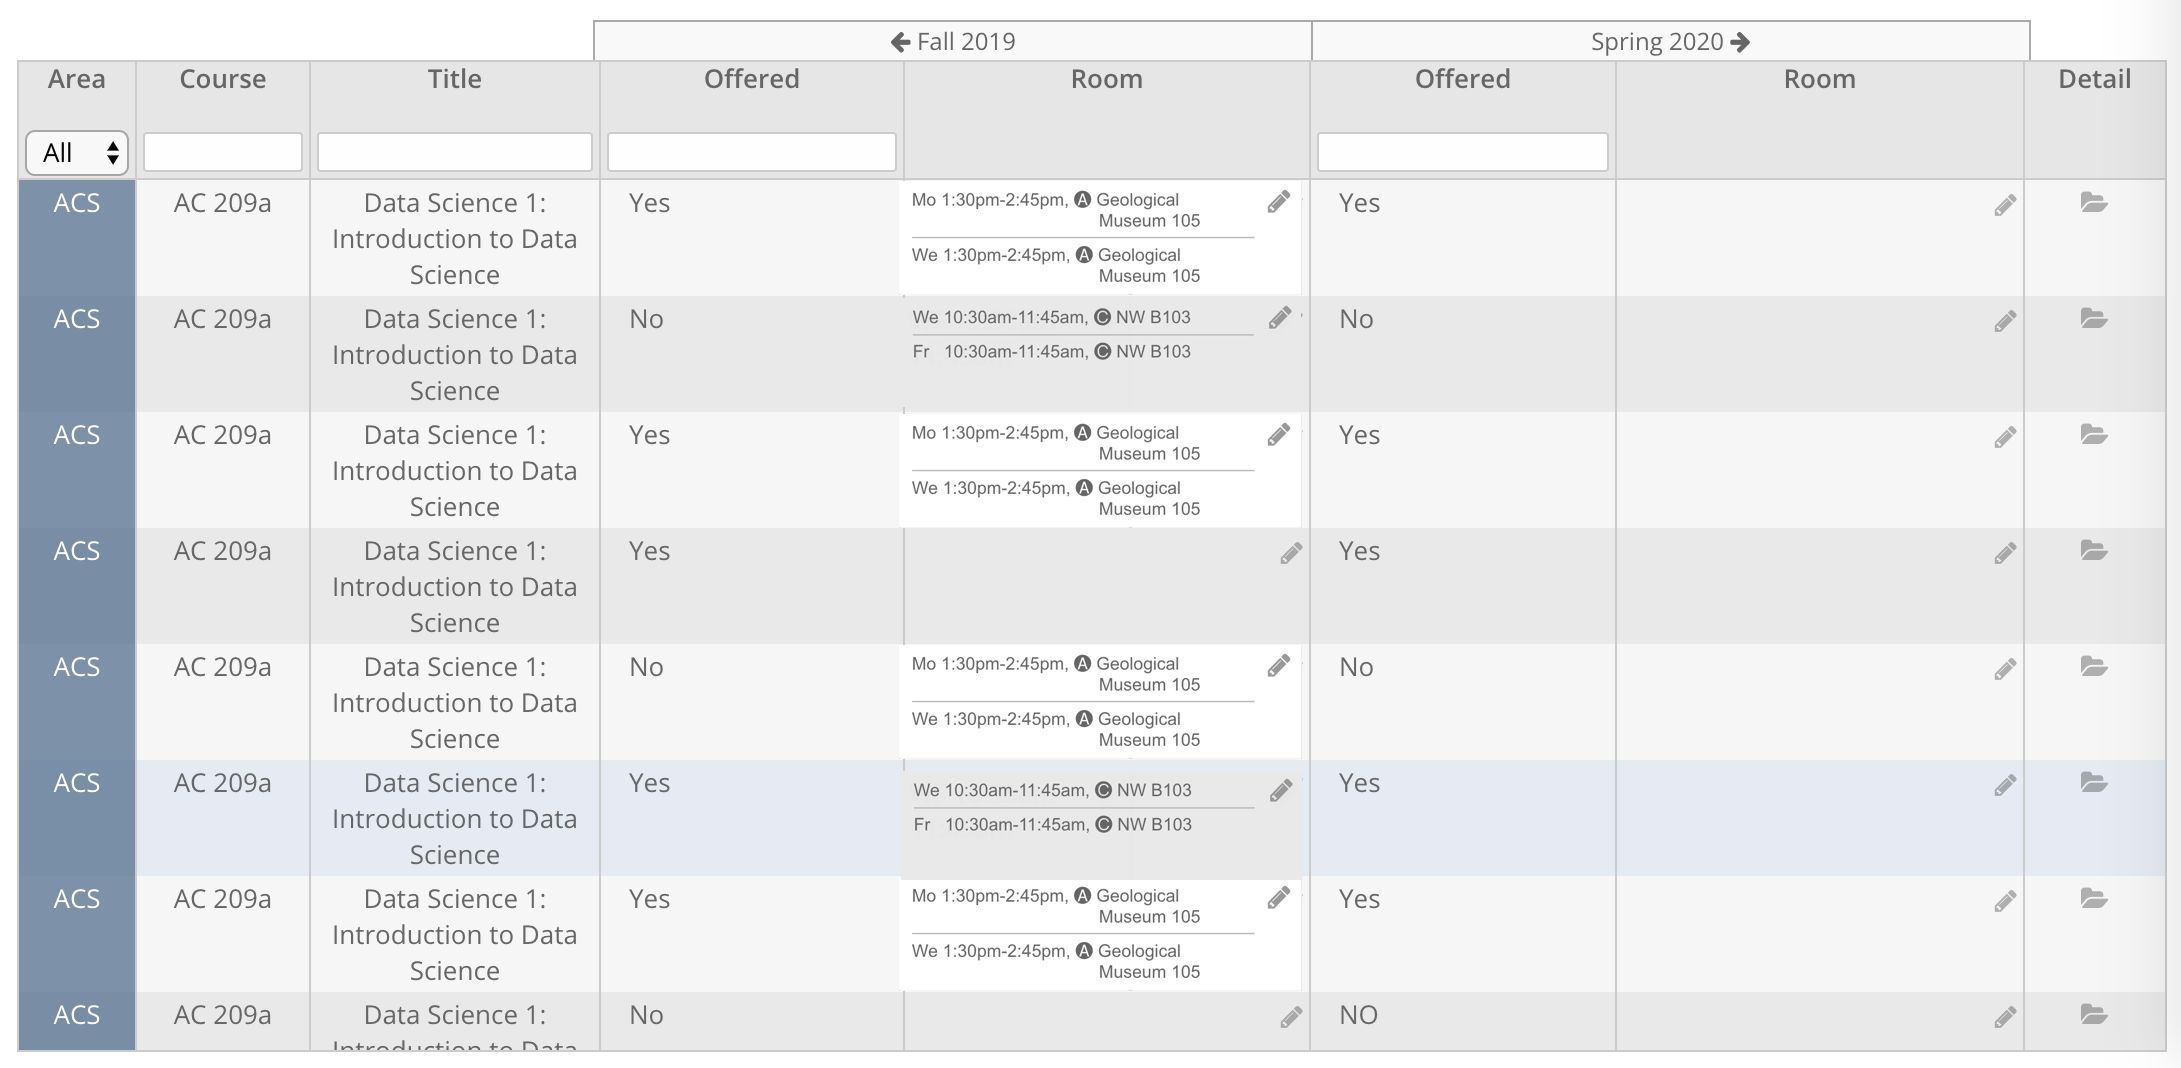 Fall 2019 Spring 2020
Area Course Title Offered Room Offered Room Detail
All
ACS AC 209a Data Science 1: Yes Mo 1:30pm-2:45pm, A Geological Yes
Museum 105
Introduction to Data
We 1:30pm-2:45pm, A Geological
Science Museum 105
ACS AC 209a Data Science 1: No We 10:30am-11:45am, C NW B103 No
Introduction to Data Fr 10:30am-11:45am, C NW B103
Science
ACS AC 209a Data Science 1: Yes Mo 1:30pm-2:45pm, A Geological Yes
Museum 105
Introduction to Data
We 1:30pm-2:45pm, A Geological
Science Museum 105
ACS AC 209a Data Science 1: Yes Yes
Introduction to Data
Science
ACS AC 209a Data Science 1: No Mo 1:30pm-2:45pm, A Geological No
Museum 105
Introduction to Data
We 1:30pm-2:45pm, A Geological
Science Museum 105
ACS AC 209a Data Science 1: Yes We 10:30am-11:45am, C NW B103 Yes
Introduction to Data Fr 10:30am-11:45am, C NW B103
Science
ACS AC 209a Data Science 1: Yes Mo 1:30pm-2:45pm, A Geological Yes
Museum 105
Introduction to Data
We 1:30pm-2:45pm, A Geological
Science Museum 105
ACS AC 209a Data Science 1: No NO
Introduction to Data